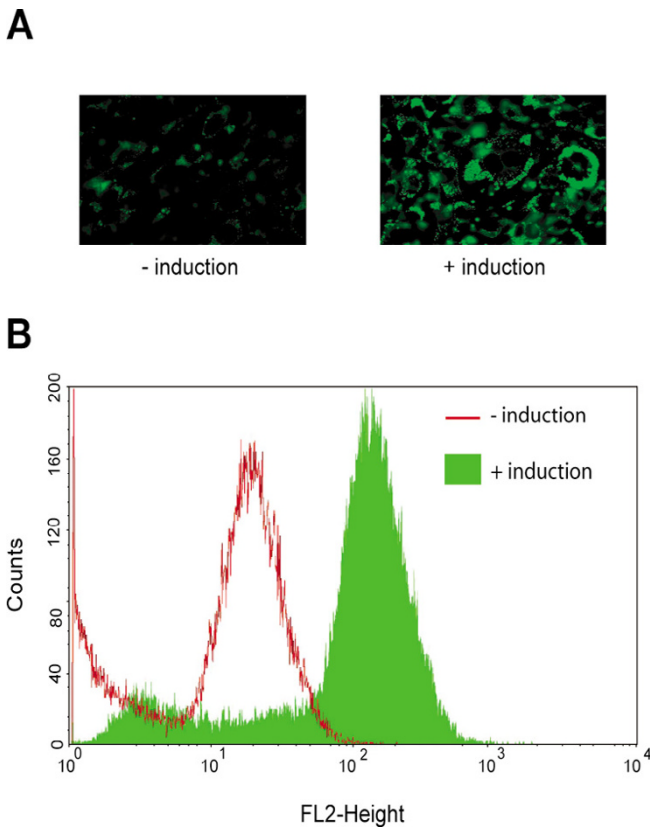 A
- induction
+ induction
B
200
160
120
80
40
0
Counts
- induction
+ induction
10^0 10^1 10^2 10^3 10^4
FL2-Height